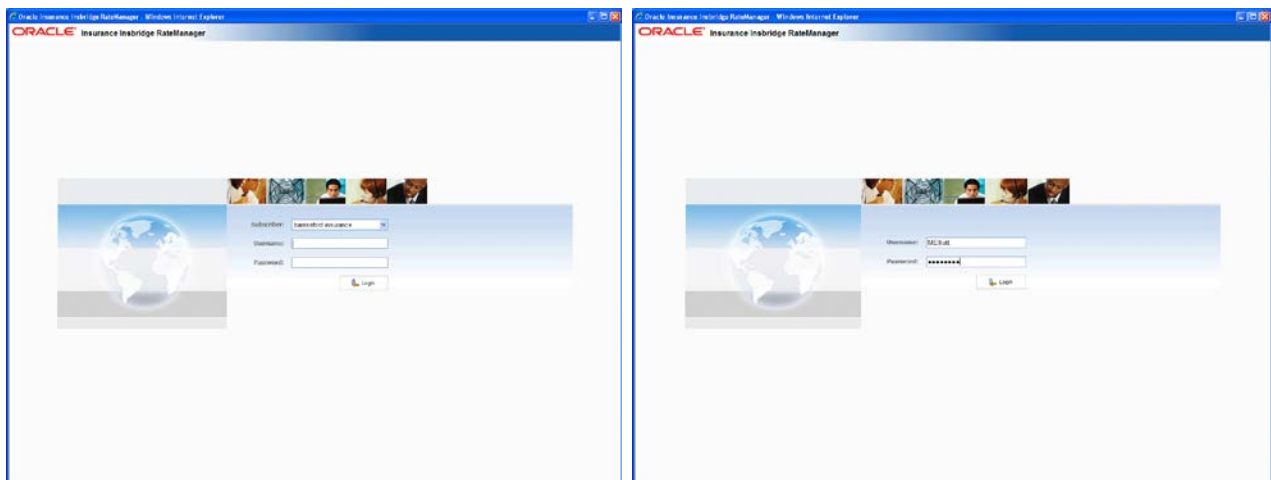 Oracle Insurance Insbridge RateManager - Windows Internet Explorer
ORACLE Insurance Insbridge RateManager
Subscriber:
insurance
Username:
Password:
Login
Oracle Insurance Insbridge RateManager - Windows Internet Explorer
ORACLE Insurance Insbridge RateManager
Username:
Password: ••••••••
Login